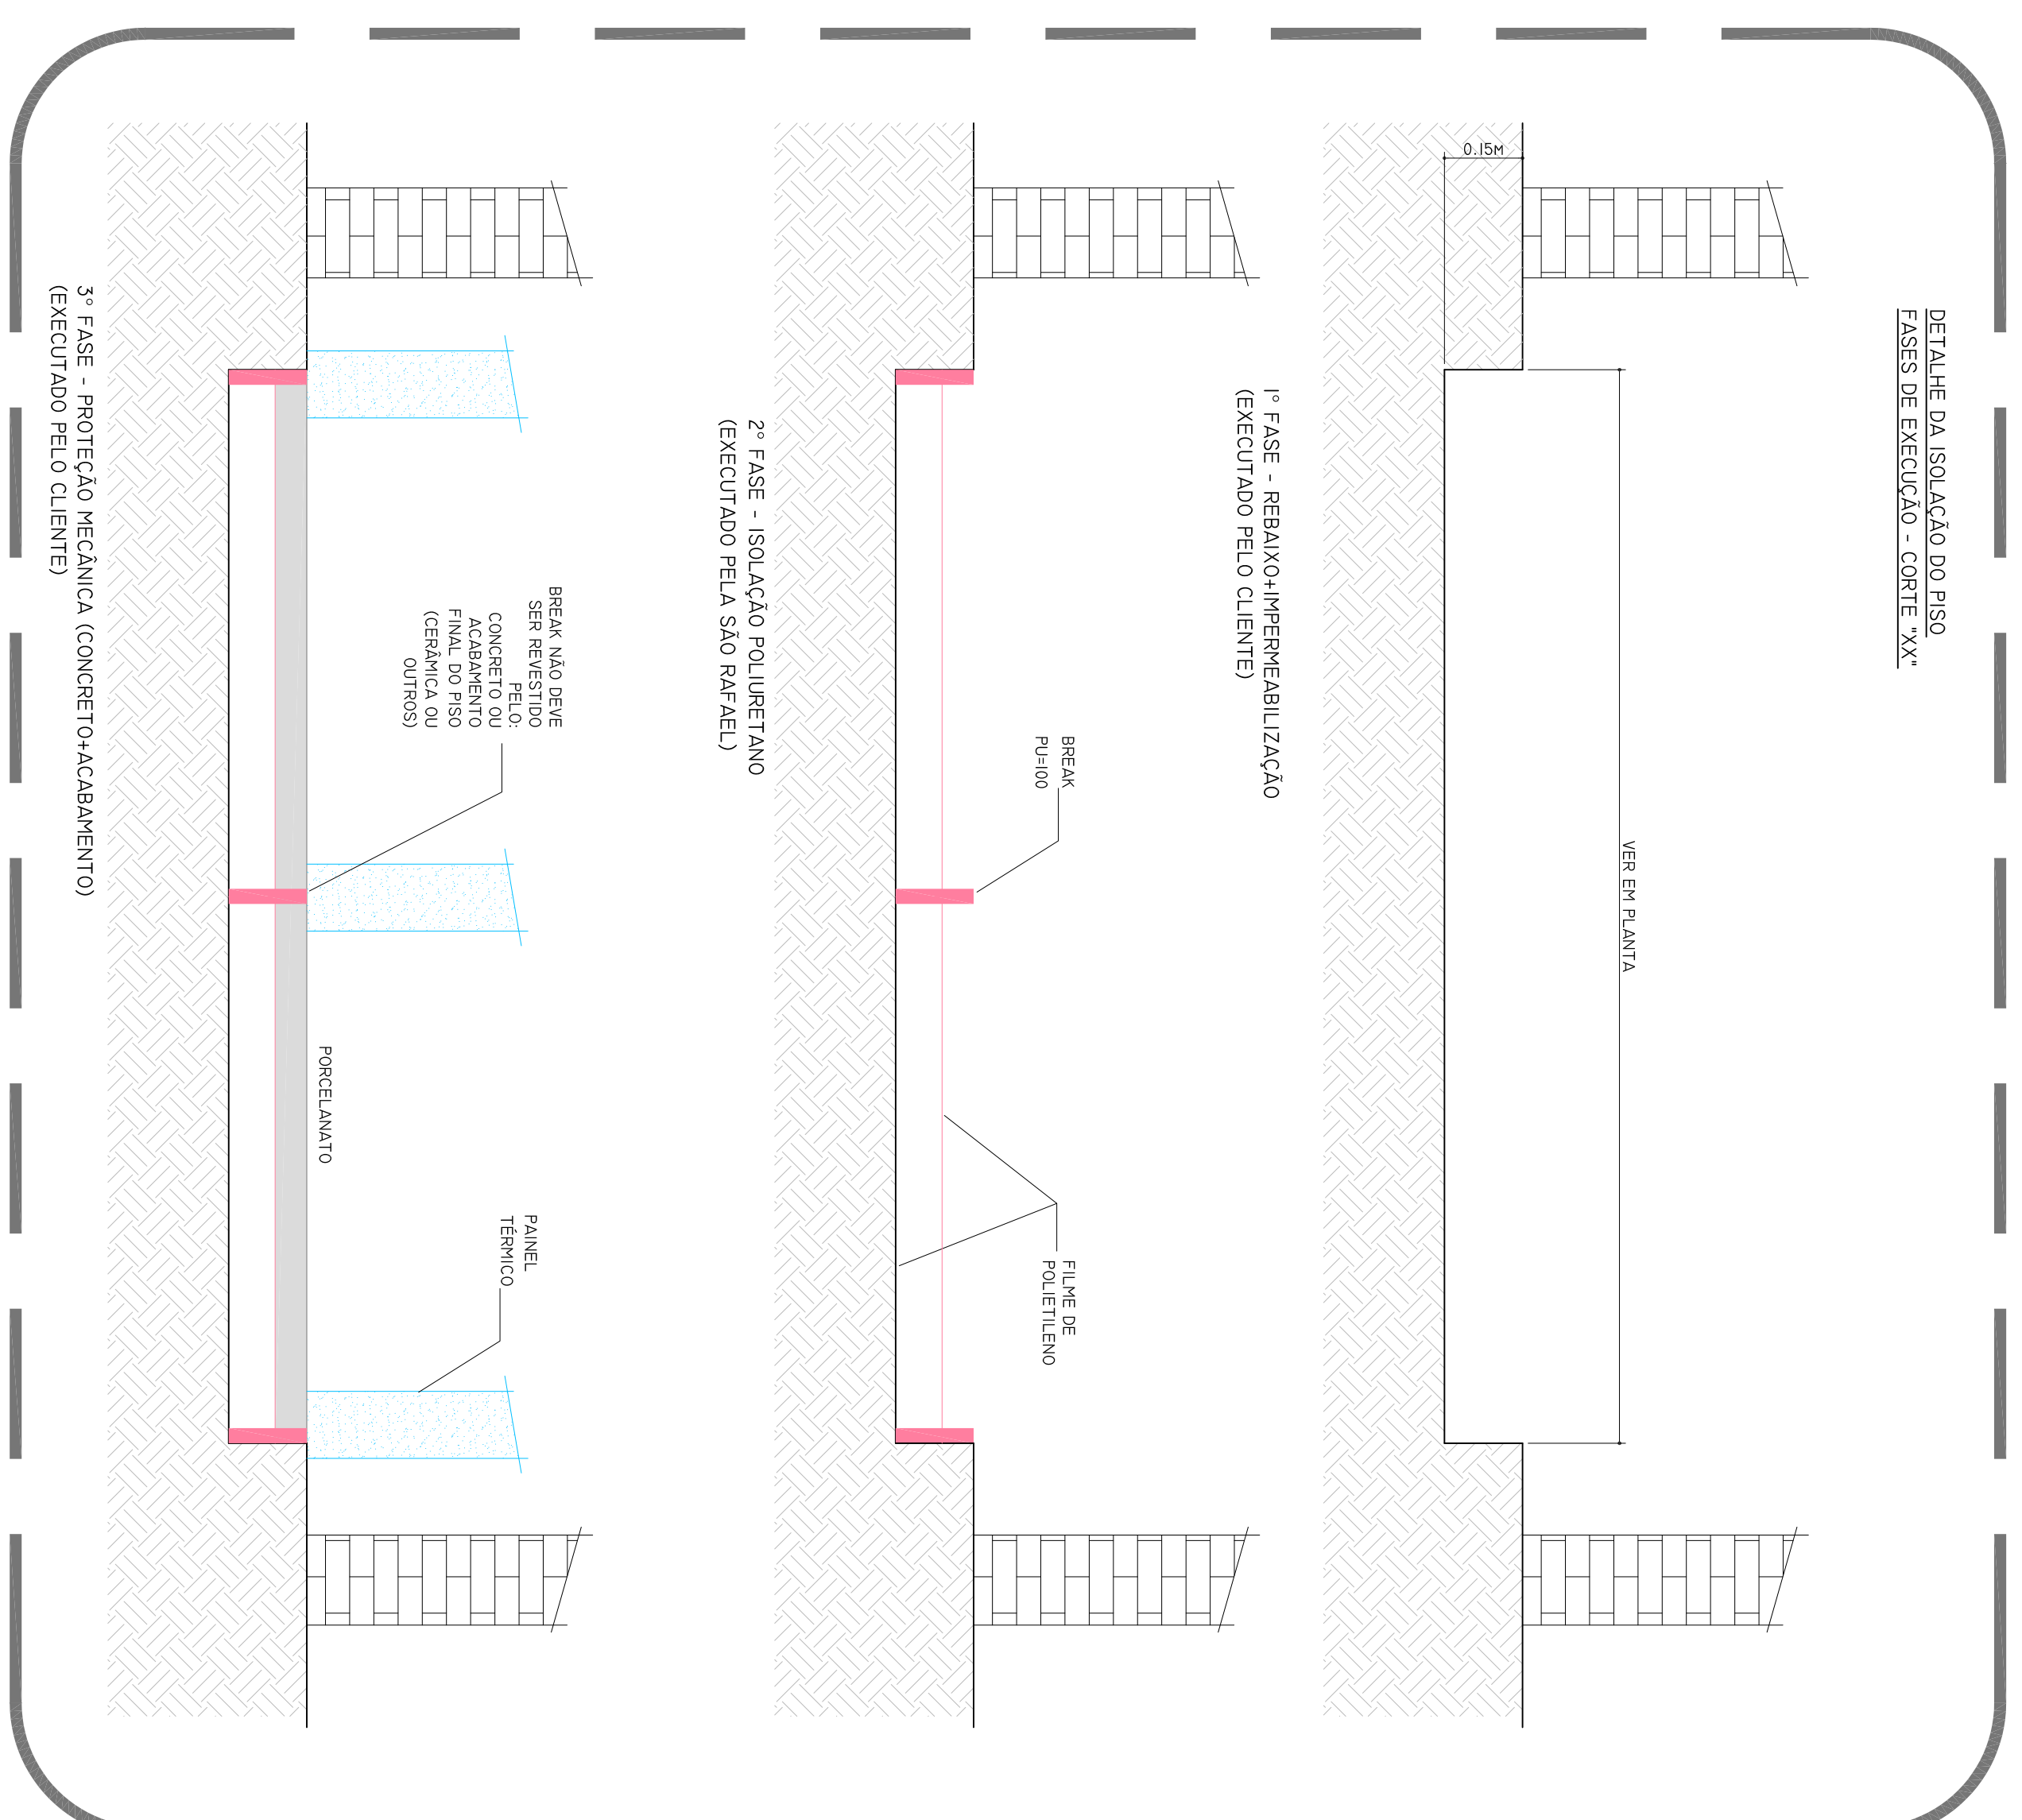 DETALHE DA ISOLAÇÃO DO PISO
FASES DE EXECUÇÃO - CORTE "XX"
VER EM PLANTA
0.15M
1° FASE - REBAIXO+IMPERMEABILIZAÇÃO
(EXECUTADO PELO CLIENTE)
BREAK
PU=100
FILME DE
POLIETILENO
2° FASE - ISOLAÇÃO POLIURETANO
(EXECUTADO PELA SÃO RAFAEL)
BREAK NÃO DEVE
SER REVESTIDO
PELO:
CONCRETO OU
ACABAMENTO
FINAL DO PISO
(CERÂMICA OU
OUTROS)
PAINEL
TÉRMICO
PORCELANATO
3° FASE - PROTEÇÃO MECÂNICA (CONCRETO+ACABAMENTO)
(EXECUTADO PELO CLIENTE)